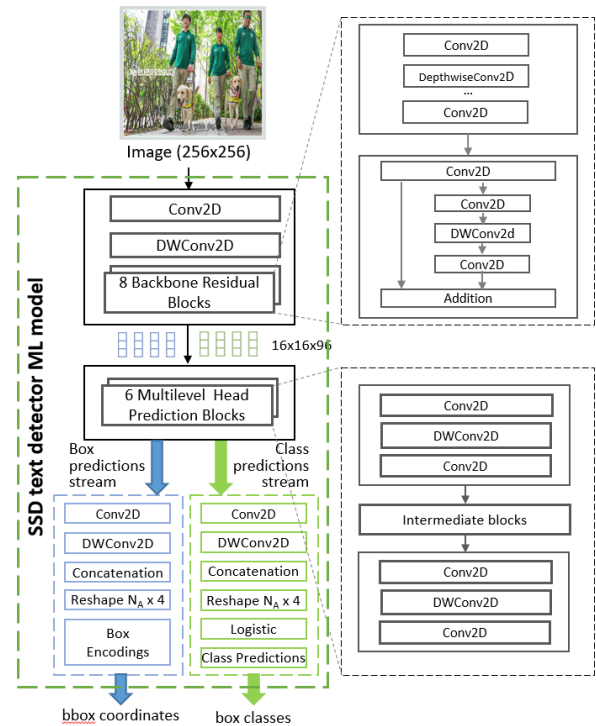 Image (256x256)
SSD text detector ML model
Conv2D
DWConv2D
8 Backbone Residual
Blocks
16x16x96
6 Multilevel Head
Prediction Blocks
Box
predictions
stream
Class
predictions
stream
Conv2D
DWConv2D
Concatenation
Reshape NA x 4
Box
Encodings
bbox coordinates
Conv2D
DWConv2D
Concatenation
Reshape NA x 4
Logistic
Class Predictions
box classes
Conv2D
DepthwiseConv2D
...
Conv2D
Conv2D
Conv2D
DWConv2d
Conv2D
Addition
Conv2D
DWConv2D
Conv2D
Intermediate blocks
Conv2D
DWConv2D
Conv2D